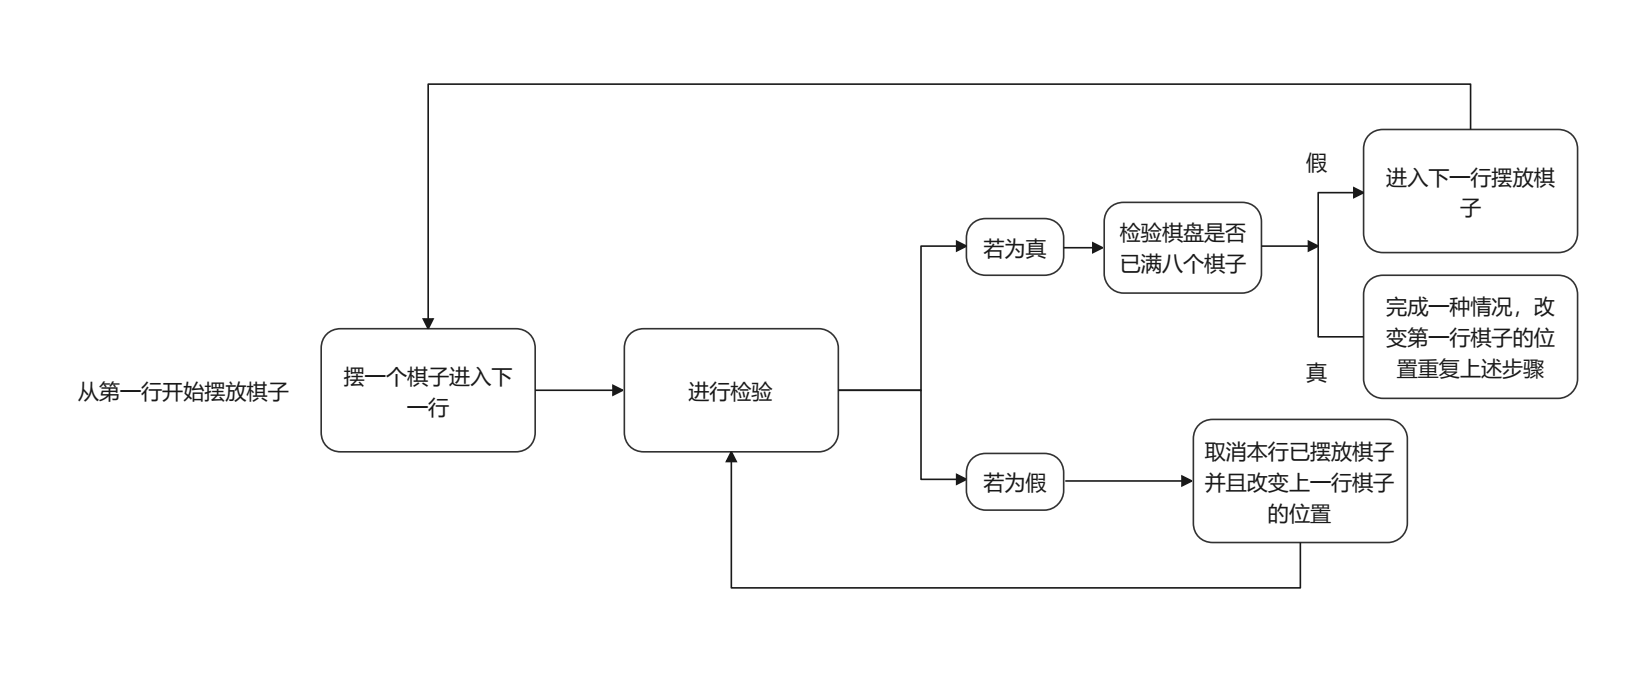 从第一行开始摆放棋子
摆一个棋子进入下
一行
进行检验
若为真
检验棋盘是否
已满八个棋子
假
进入下一行摆放棋
子
真
完成一种情况，改
变第一行棋子的位
置重复上述步骤
若为假
取消本行已摆放棋子
并且改变上一行棋子
的位置